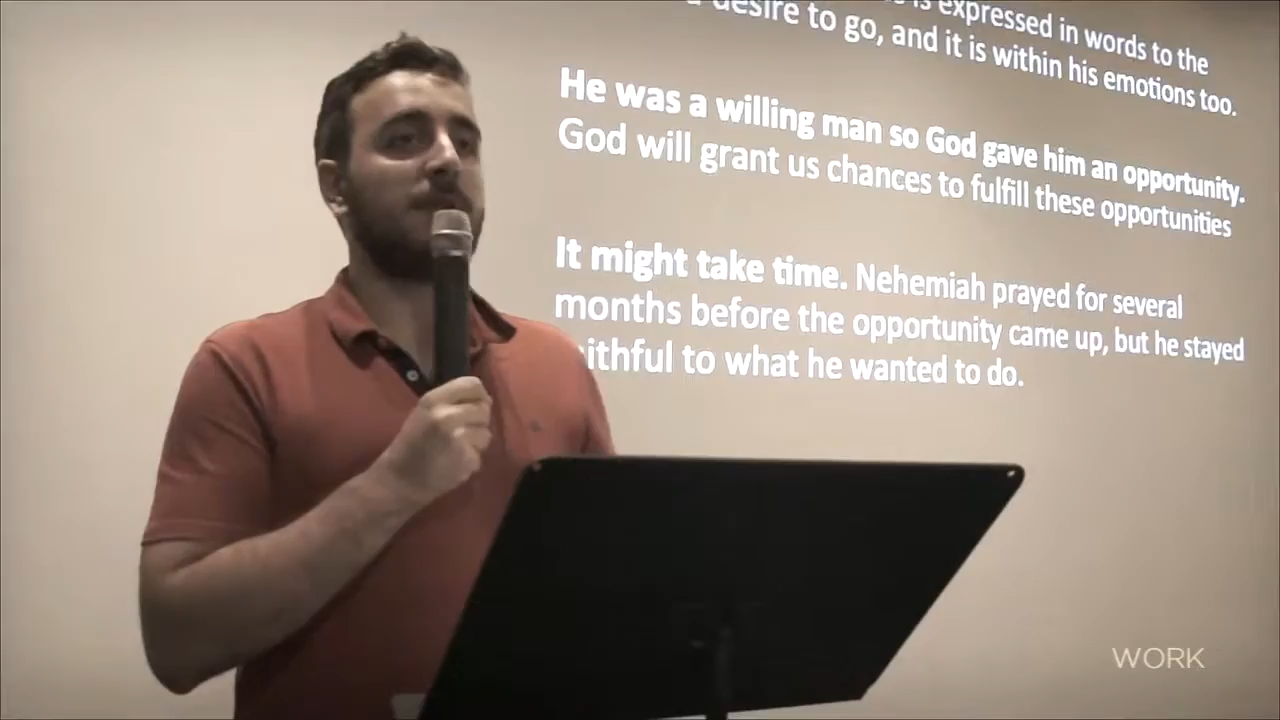 is expressed in words to the
desire to go, and it is within his emotions too.
He was a willing man so God gave him an opportunity.
God will grant us chances to fulfill these opportunities
It might take time. Nehemiah prayed for several
months before the opportunity came up, but he stayed
ithful to what he wanted to do.
WORK